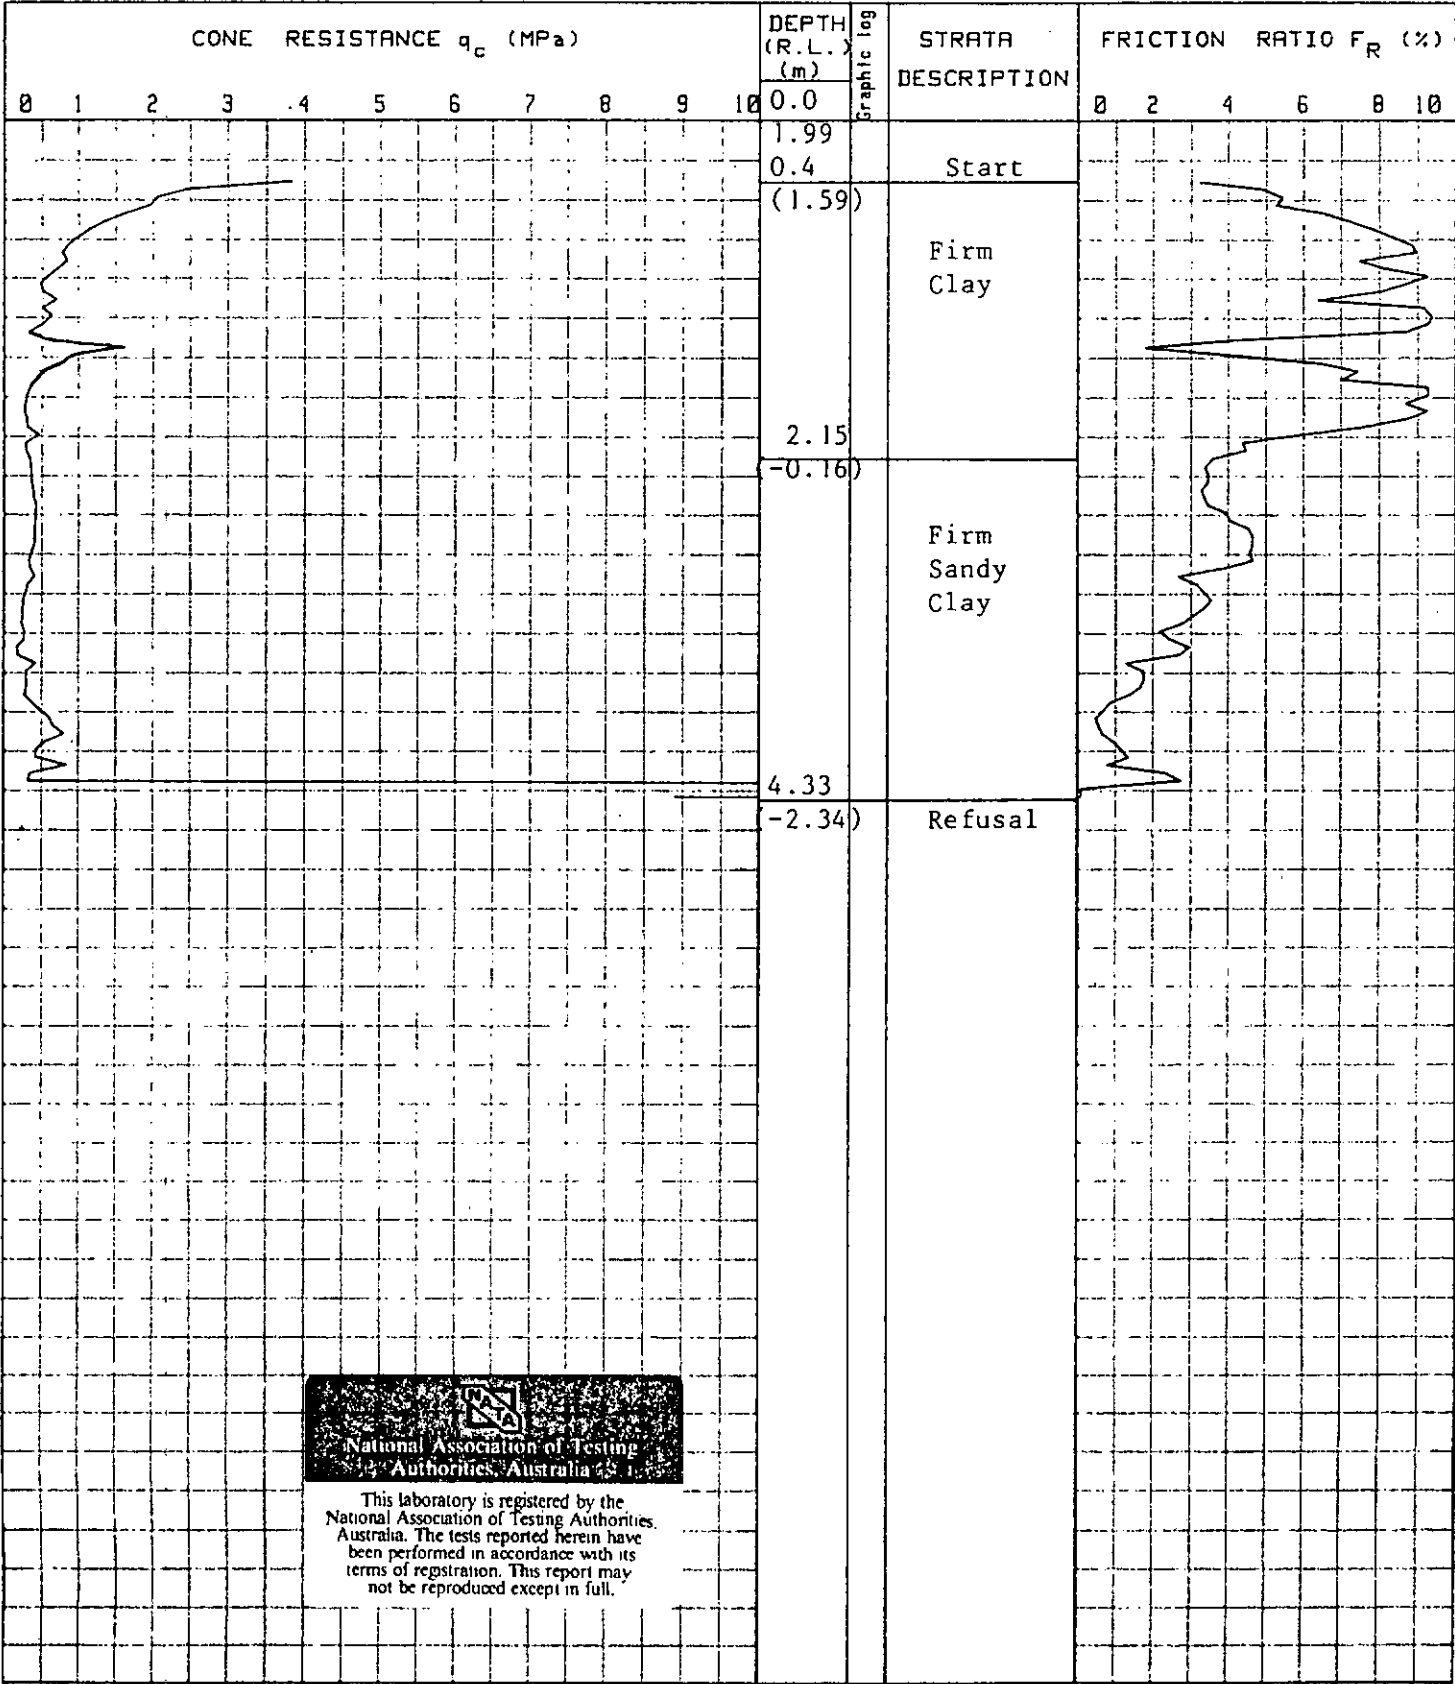 CONE RESISTANCE qc (MPa)
0 1 2 3 4 5 6 7 8 9 10
DEPTH
(R.L.)
(m)
0.0
Graphic log
STRATA
DESCRIPTION
FRICTION RATIO FR (%)
0 2 4 6 8 10
1.99
0.4
Start
(1.59)
Firm
Clay
2.15
-0.16)
Firm
Sandy
Clay
4.33
-2.34)
Refusal
NATA
National Association of Testing
Authorities, Australia
This laboratory is registered by the
National Association of Testing Authorities,
Australia. The tests reported herein have
been performed in accordance with its
terms of registration. This report may
not be reproduced except in full.